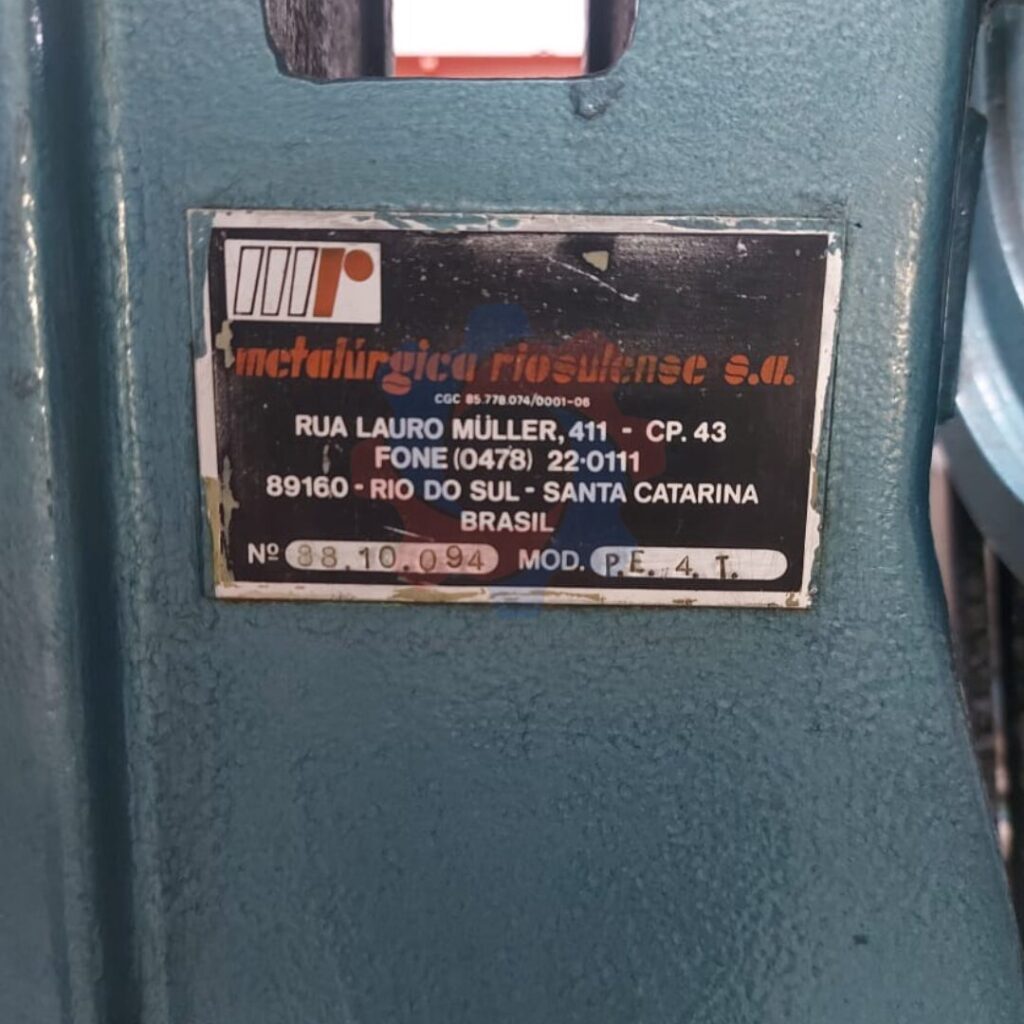 mr
metalúrgica riosulense s.a.
CGC 85.778.074/0001-06
RUA LAURO MÜLLER, 411 - CP. 43
FONE (0478) 22-0111
89160 - RIO DO SUL - SANTA CATARINA
BRASIL
Nº 88.10.094 MOD. P.E. 4. T.